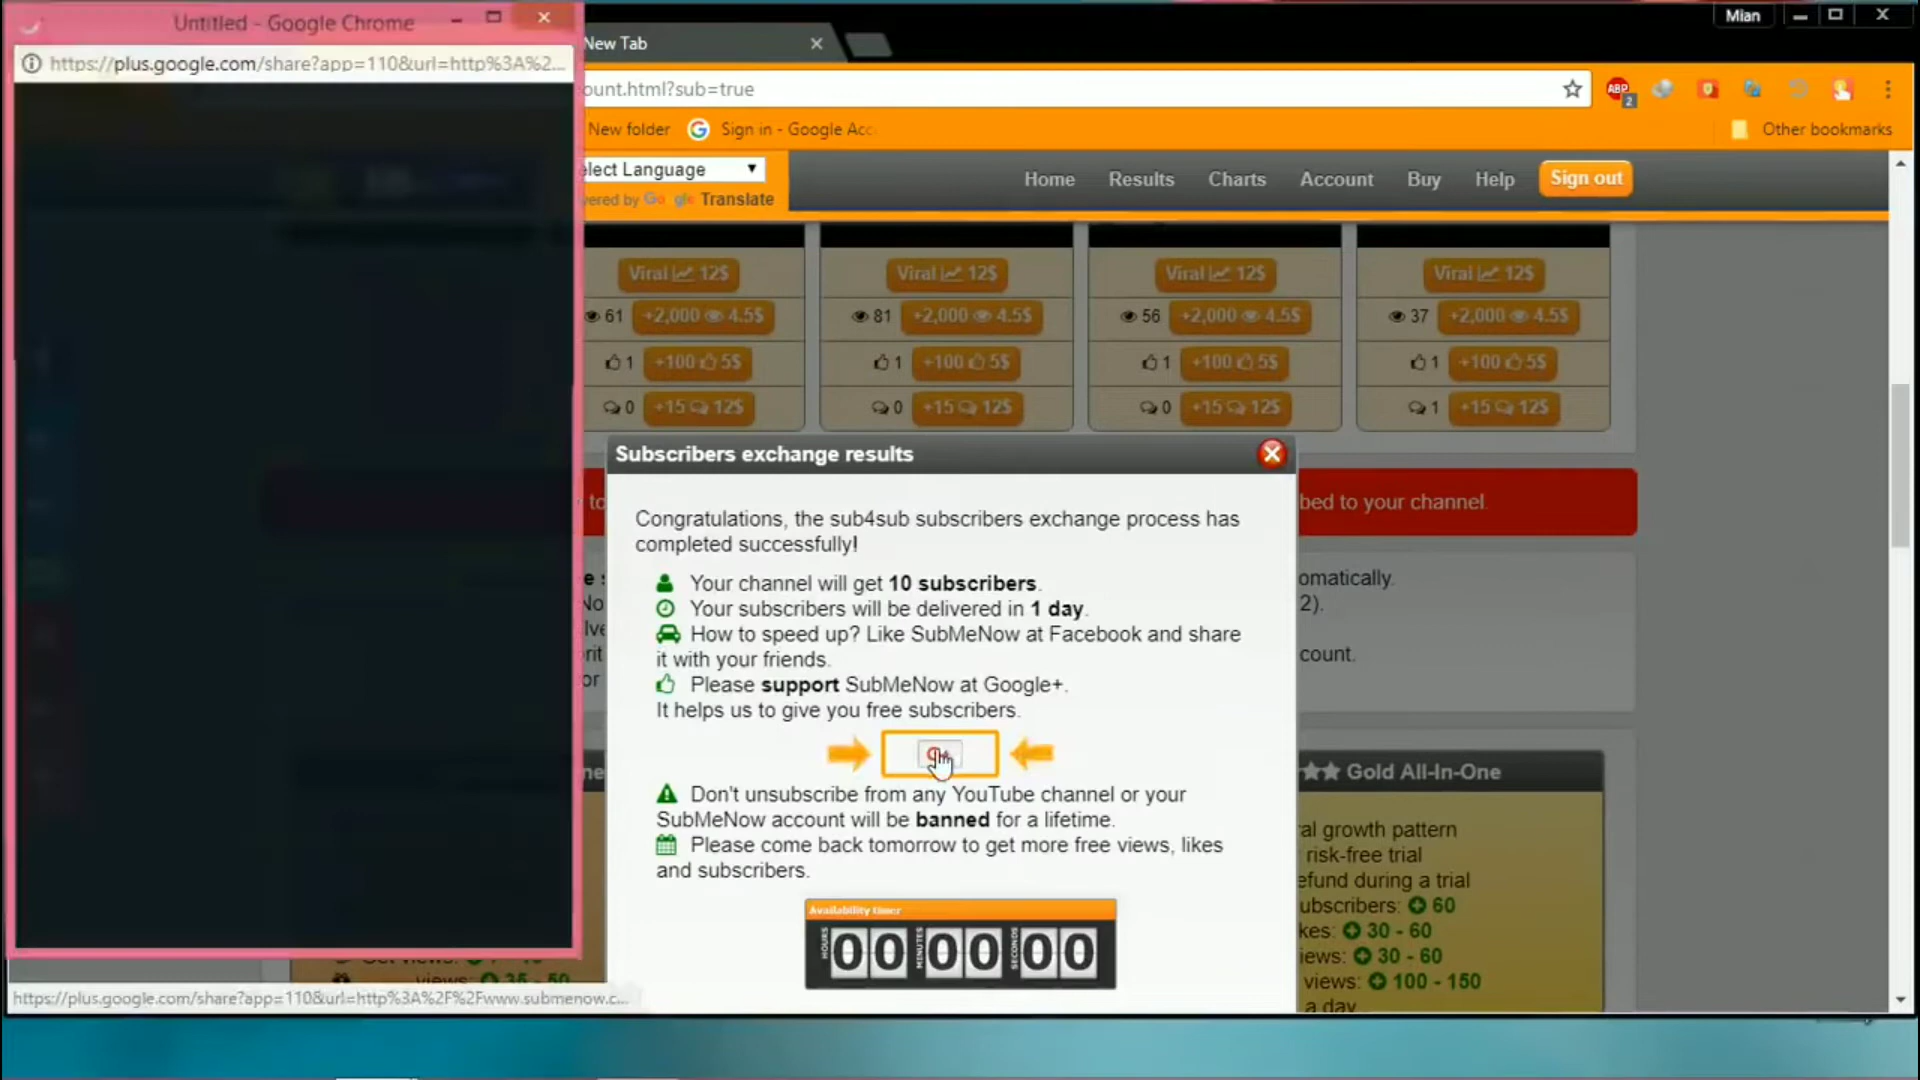 Untitled - Google Chrome
https://plus.google.com/share?app=110&url=http%3A%2...
New Tab
Mian
ount.html?sub=true
ABP
2
New folder
Sign in - Google Acc
Other bookmarks
elect Language
ered by Google Translate
Home
Results
Charts
Account
Buy
Help
Sign out
Viral 12$
Viral 12$
Viral 12$
Viral 12$
61 +2,000 4.5$
81 +2,000 4.5$
56 +2,000 4.5$
37 +2,000 4.5$
1 +100 5$
1 +100 5$
1 +100 5$
1 +100 5$
0 +15 12$
0 +15 12$
0 +15 12$
1 +15 12$
Subscribers exchange results
bed to your channel.
Congratulations, the sub4sub subscribers exchange process has
completed successfully!
Your channel will get 10 subscribers.
Your subscribers will be delivered in 1 day.
How to speed up? Like SubMeNow at Facebook and share
it with your friends.
Please support SubMeNow at Google+.
It helps us to give you free subscribers.
Don't unsubscribe from any YouTube channel or your
SubMeNow account will be banned for a lifetime.
Please come back tomorrow to get more free views, likes
and subscribers.
Availability timer
HOURS 00 MINUTES 00 SECONDS 00
omatically.
2).
count.
Gold All-In-One
ral growth pattern
risk-free trial
efund during a trial
ubscribers: 60
kes: 30 - 60
iews: 30 - 60
views: 100 - 150
a day
views: 35 - 50
https://plus.google.com/share?app=110&url=http%3A%2F%2Fwww.submenow.c...